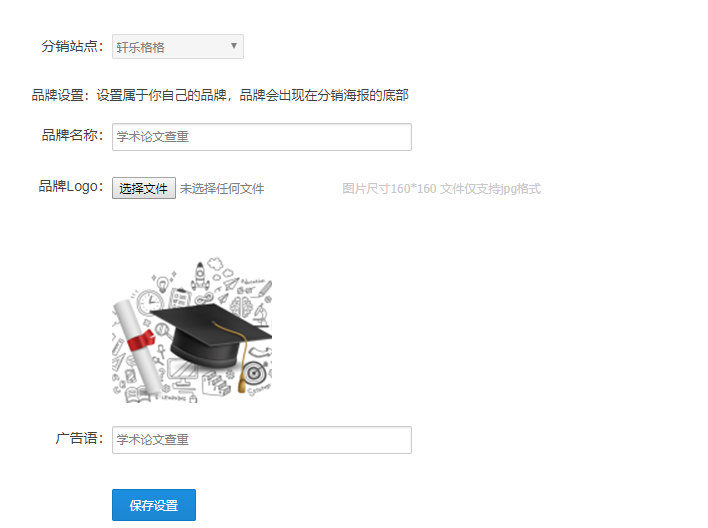 分销站点： 轩乐格格
品牌设置：设置属于你自己的品牌，品牌会出现在分销海报的底部
品牌名称： 学术论文查重
品牌Logo： 选择文件 未选择任何文件 图片尺寸160*160 文件仅支持jpg格式
Education
E-LEARNING
广告语： 学术论文查重
保存设置